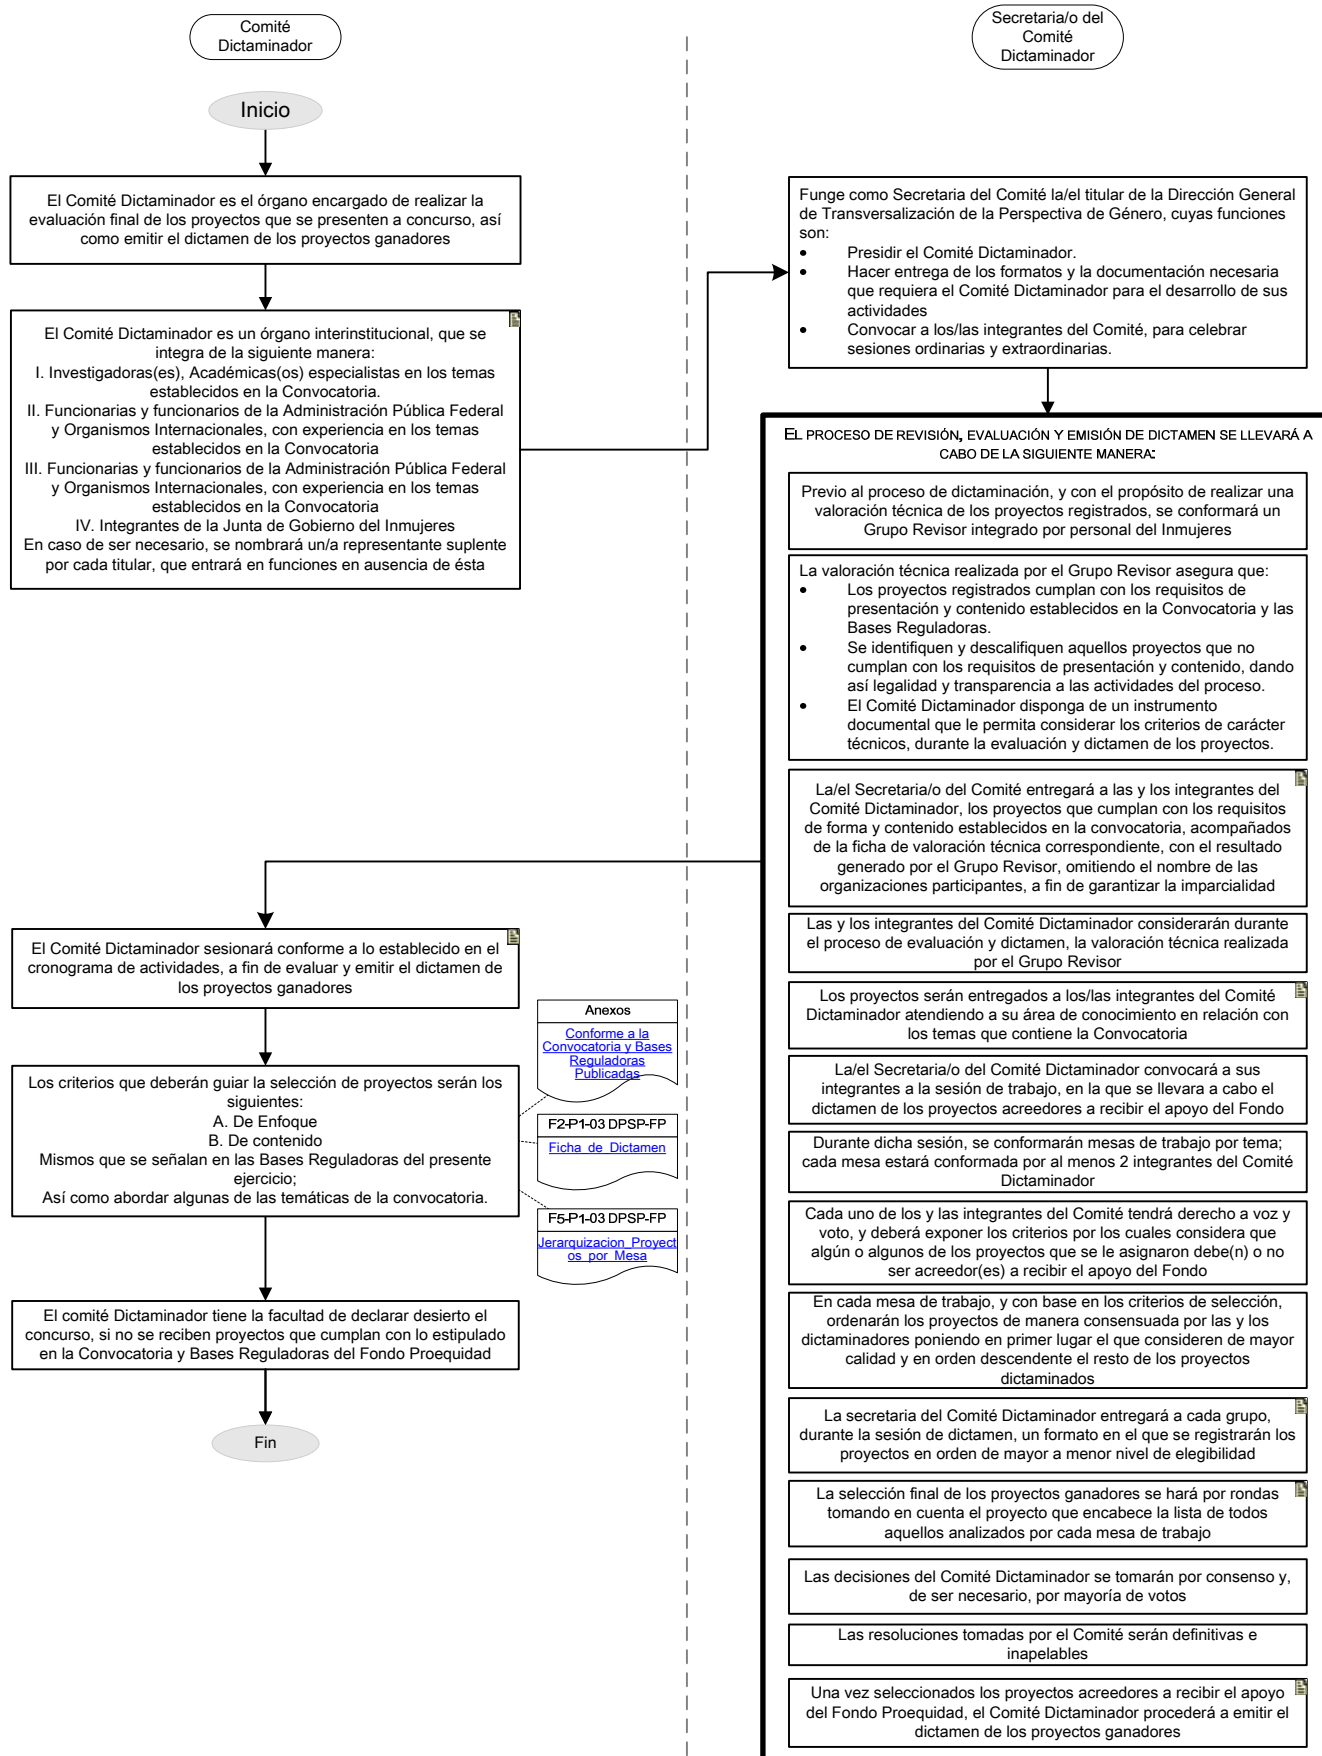 Comité
Dictaminador
Inicio
El Comité Dictaminador es el órgano encargado de realizar la
evaluación final de los proyectos que se presenten a concurso, así
como emitir el dictamen de los proyectos ganadores
El Comité Dictaminador es un órgano interinstitucional, que se
integra de la siguiente manera:
I. Investigadoras(es), Académicas(os) especialistas en los temas
establecidos en la Convocatoria.
II. Funcionarias y funcionarios de la Administración Pública Federal
y Organismos Internacionales, con experiencia en los temas
establecidos en la Convocatoria
III. Funcionarias y funcionarios de la Administración Pública Federal
y Organismos Internacionales, con experiencia en los temas
establecidos en la Convocatoria
IV. Integrantes de la Junta de Gobierno del Inmujeres
En caso de ser necesario, se nombrará un/a representante suplente
por cada titular, que entrará en funciones en ausencia de ésta
Secretaria/o del
Comité
Dictaminador
Funge como Secretaria del Comité la/el titular de la Dirección General
de Transversalización de la Perspectiva de Género, cuyas funciones
son:
• Presidir el Comité Dictaminador.
• Hacer entrega de los formatos y la documentación necesaria
que requiera el Comité Dictaminador para el desarrollo de sus
actividades
• Convocar a los/las integrantes del Comité, para celebrar
sesiones ordinarias y extraordinarias.
EL PROCESO DE REVISIÓN, EVALUACIÓN Y EMISIÓN DE DICTAMEN SE LLEVARÁ A
CABO DE LA SIGUIENTE MANERA:
Previo al proceso de dictaminación, y con el propósito de realizar una
valoración técnica de los proyectos registrados, se conformará un
Grupo Revisor integrado por personal del Inmujeres
La valoración técnica realizada por el Grupo Revisor asegura que:
• Los proyectos registrados cumplan con los requisitos de
presentación y contenido establecidos en la Convocatoria y las
Bases Reguladoras.
• Se identifiquen y descalifiquen aquellos proyectos que no
cumplan con los requisitos de presentación y contenido, dando
así legalidad y transparencia a las actividades del proceso.
• El Comité Dictaminador disponga de un instrumento
documental que le permita considerar los criterios de carácter
técnicos, durante la evaluación y dictamen de los proyectos.
La/el Secretaria/o del Comité entregará a las y los integrantes del
Comité Dictaminador, los proyectos que cumplan con los requisitos
de forma y contenido establecidos en la convocatoria, acompañados
de la ficha de valoración técnica correspondiente, con el resultado
generado por el Grupo Revisor, omitiendo el nombre de las
organizaciones participantes, a fin de garantizar la imparcialidad
Las y los integrantes del Comité Dictaminador considerarán durante
el proceso de evaluación y dictamen, la valoración técnica realizada
por el Grupo Revisor
Los proyectos serán entregados a los/las integrantes del Comité
Dictaminador atendiendo a su área de conocimiento en relación con
los temas que contiene la Convocatoria
La/el Secretaria/o del Comité Dictaminador convocará a sus
integrantes a la sesión de trabajo, en la que se llevara a cabo el
dictamen de los proyectos acreedores a recibir el apoyo del Fondo
Durante dicha sesión, se conformarán mesas de trabajo por tema;
cada mesa estará conformada por al menos 2 integrantes del Comité
Dictaminador
Cada uno de los y las integrantes del Comité tendrá derecho a voz y
voto, y deberá exponer los criterios por los cuales considera que
algún o algunos de los proyectos que se le asignaron debe(n) o no
ser acreedor(es) a recibir el apoyo del Fondo
En cada mesa de trabajo, y con base en los criterios de selección,
ordenarán los proyectos de manera consensuada por las y los
dictaminadores poniendo en primer lugar el que consideren de mayor
calidad y en orden descendente el resto de los proyectos
dictaminados
La secretaria del Comité Dictaminador entregará a cada grupo,
durante la sesión de dictamen, un formato en el que se registrarán los
proyectos en orden de mayor a menor nivel de elegibilidad
La selección final de los proyectos ganadores se hará por rondas
tomando en cuenta el proyecto que encabece la lista de todos
aquellos analizados por cada mesa de trabajo
Las decisiones del Comité Dictaminador se tomarán por consenso y,
de ser necesario, por mayoría de votos
Las resoluciones tomadas por el Comité serán definitivas e
inapelables
Una vez seleccionados los proyectos acreedores a recibir el apoyo
del Fondo Proequidad, el Comité Dictaminador procederá a emitir el
dictamen de los proyectos ganadores
El Comité Dictaminador sesionará conforme a lo establecido en el
cronograma de actividades, a fin de evaluar y emitir el dictamen de
los proyectos ganadores
Los criterios que deberán guiar la selección de proyectos serán los
siguientes:
A. De Enfoque
B. De contenido
Mismos que se señalan en las Bases Reguladoras del presente
ejercicio;
Así como abordar algunas de las temáticas de la convocatoria.
Anexos
Conforme a la
Convocatoria y Bases
Reguladoras
Publicadas
F2-P1-03 DPSP-FP
Ficha_de_Dictamen
F5-P1-03 DPSP-FP
Jerarquizacion_Proyect
os_por_Mesa
El comité Dictaminador tiene la facultad de declarar desierto el
concurso, si no se reciben proyectos que cumplan con lo estipulado
en la Convocatoria y Bases Reguladoras del Fondo Proequidad
Fin